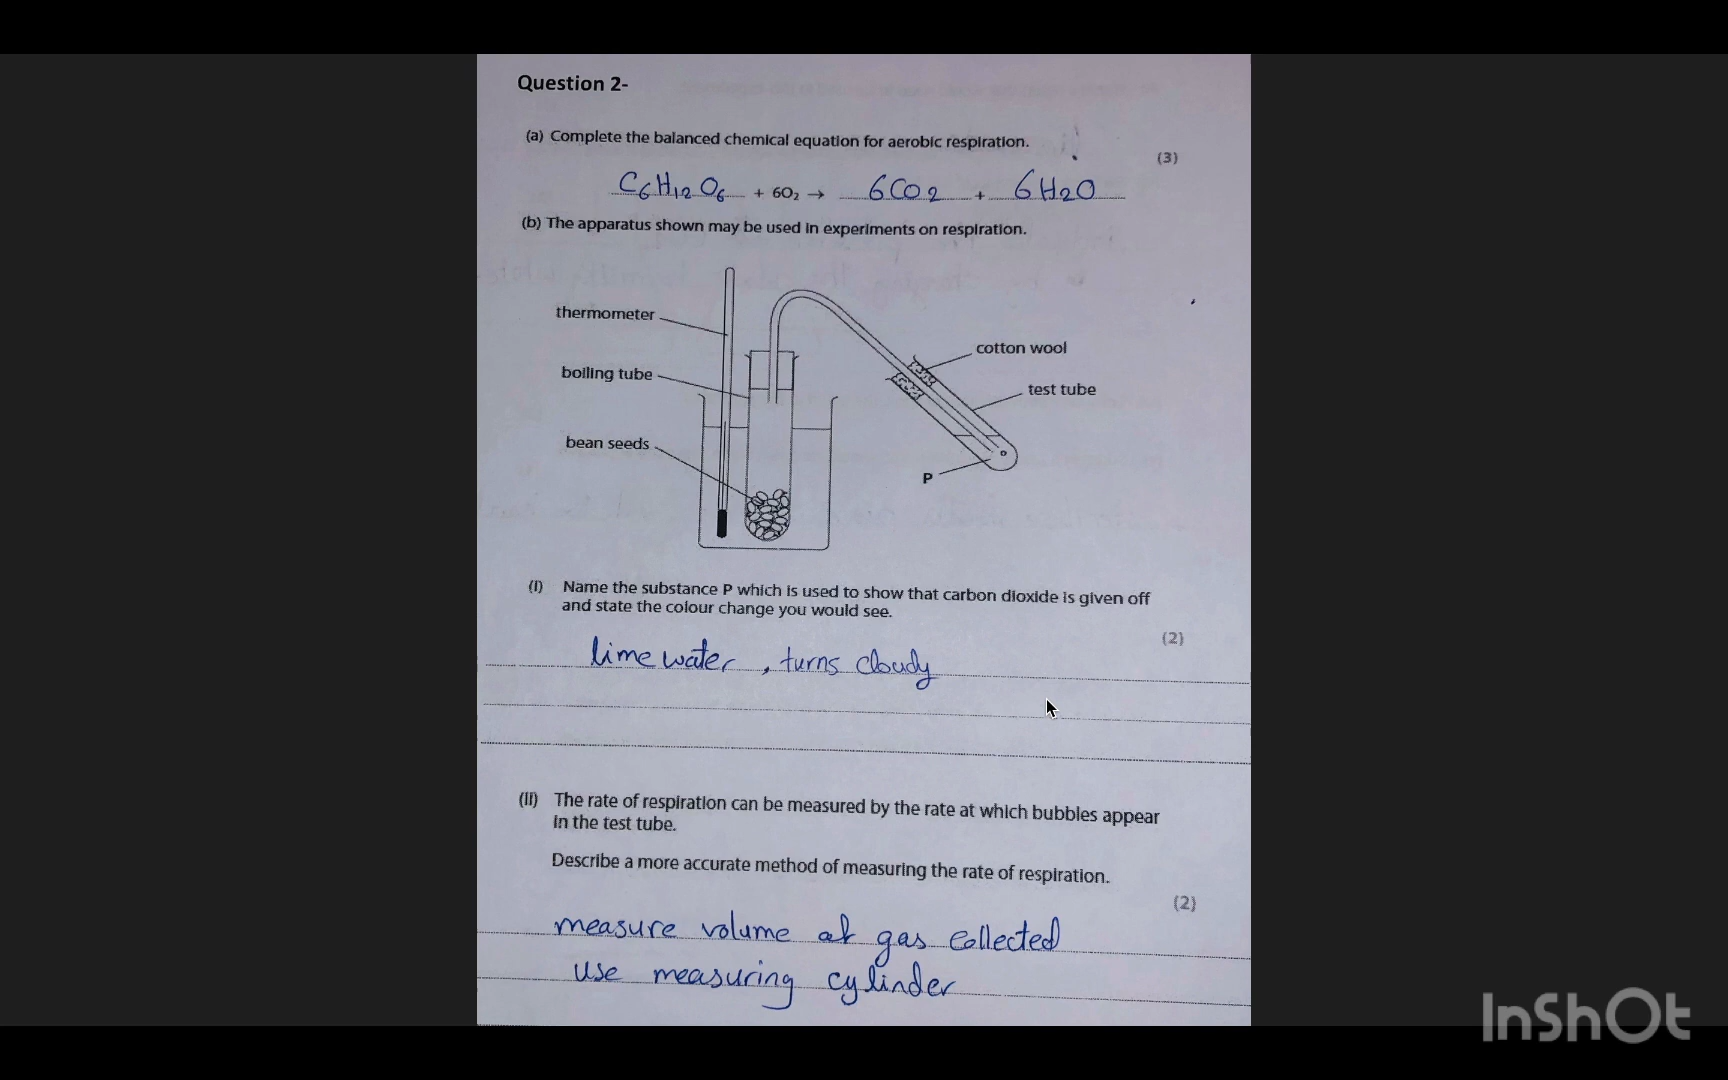 Question 2-
(a) Complete the balanced chemical equation for aerobic respiration.
(3)
C6H12O6 + 6O2 → 6CO2 + 6H2O
(b) The apparatus shown may be used in experiments on respiration.
thermometer
cotton wool
boiling tube
test tube
bean seeds
P
(i) Name the substance P which is used to show that carbon dioxide is given off
and state the colour change you would see.
(2)
lime water, turns cloudy
(ii) The rate of respiration can be measured by the rate at which bubbles appear
in the test tube.
Describe a more accurate method of measuring the rate of respiration.
(2)
measure volume of gas collected
use measuring cylinder
InShOt